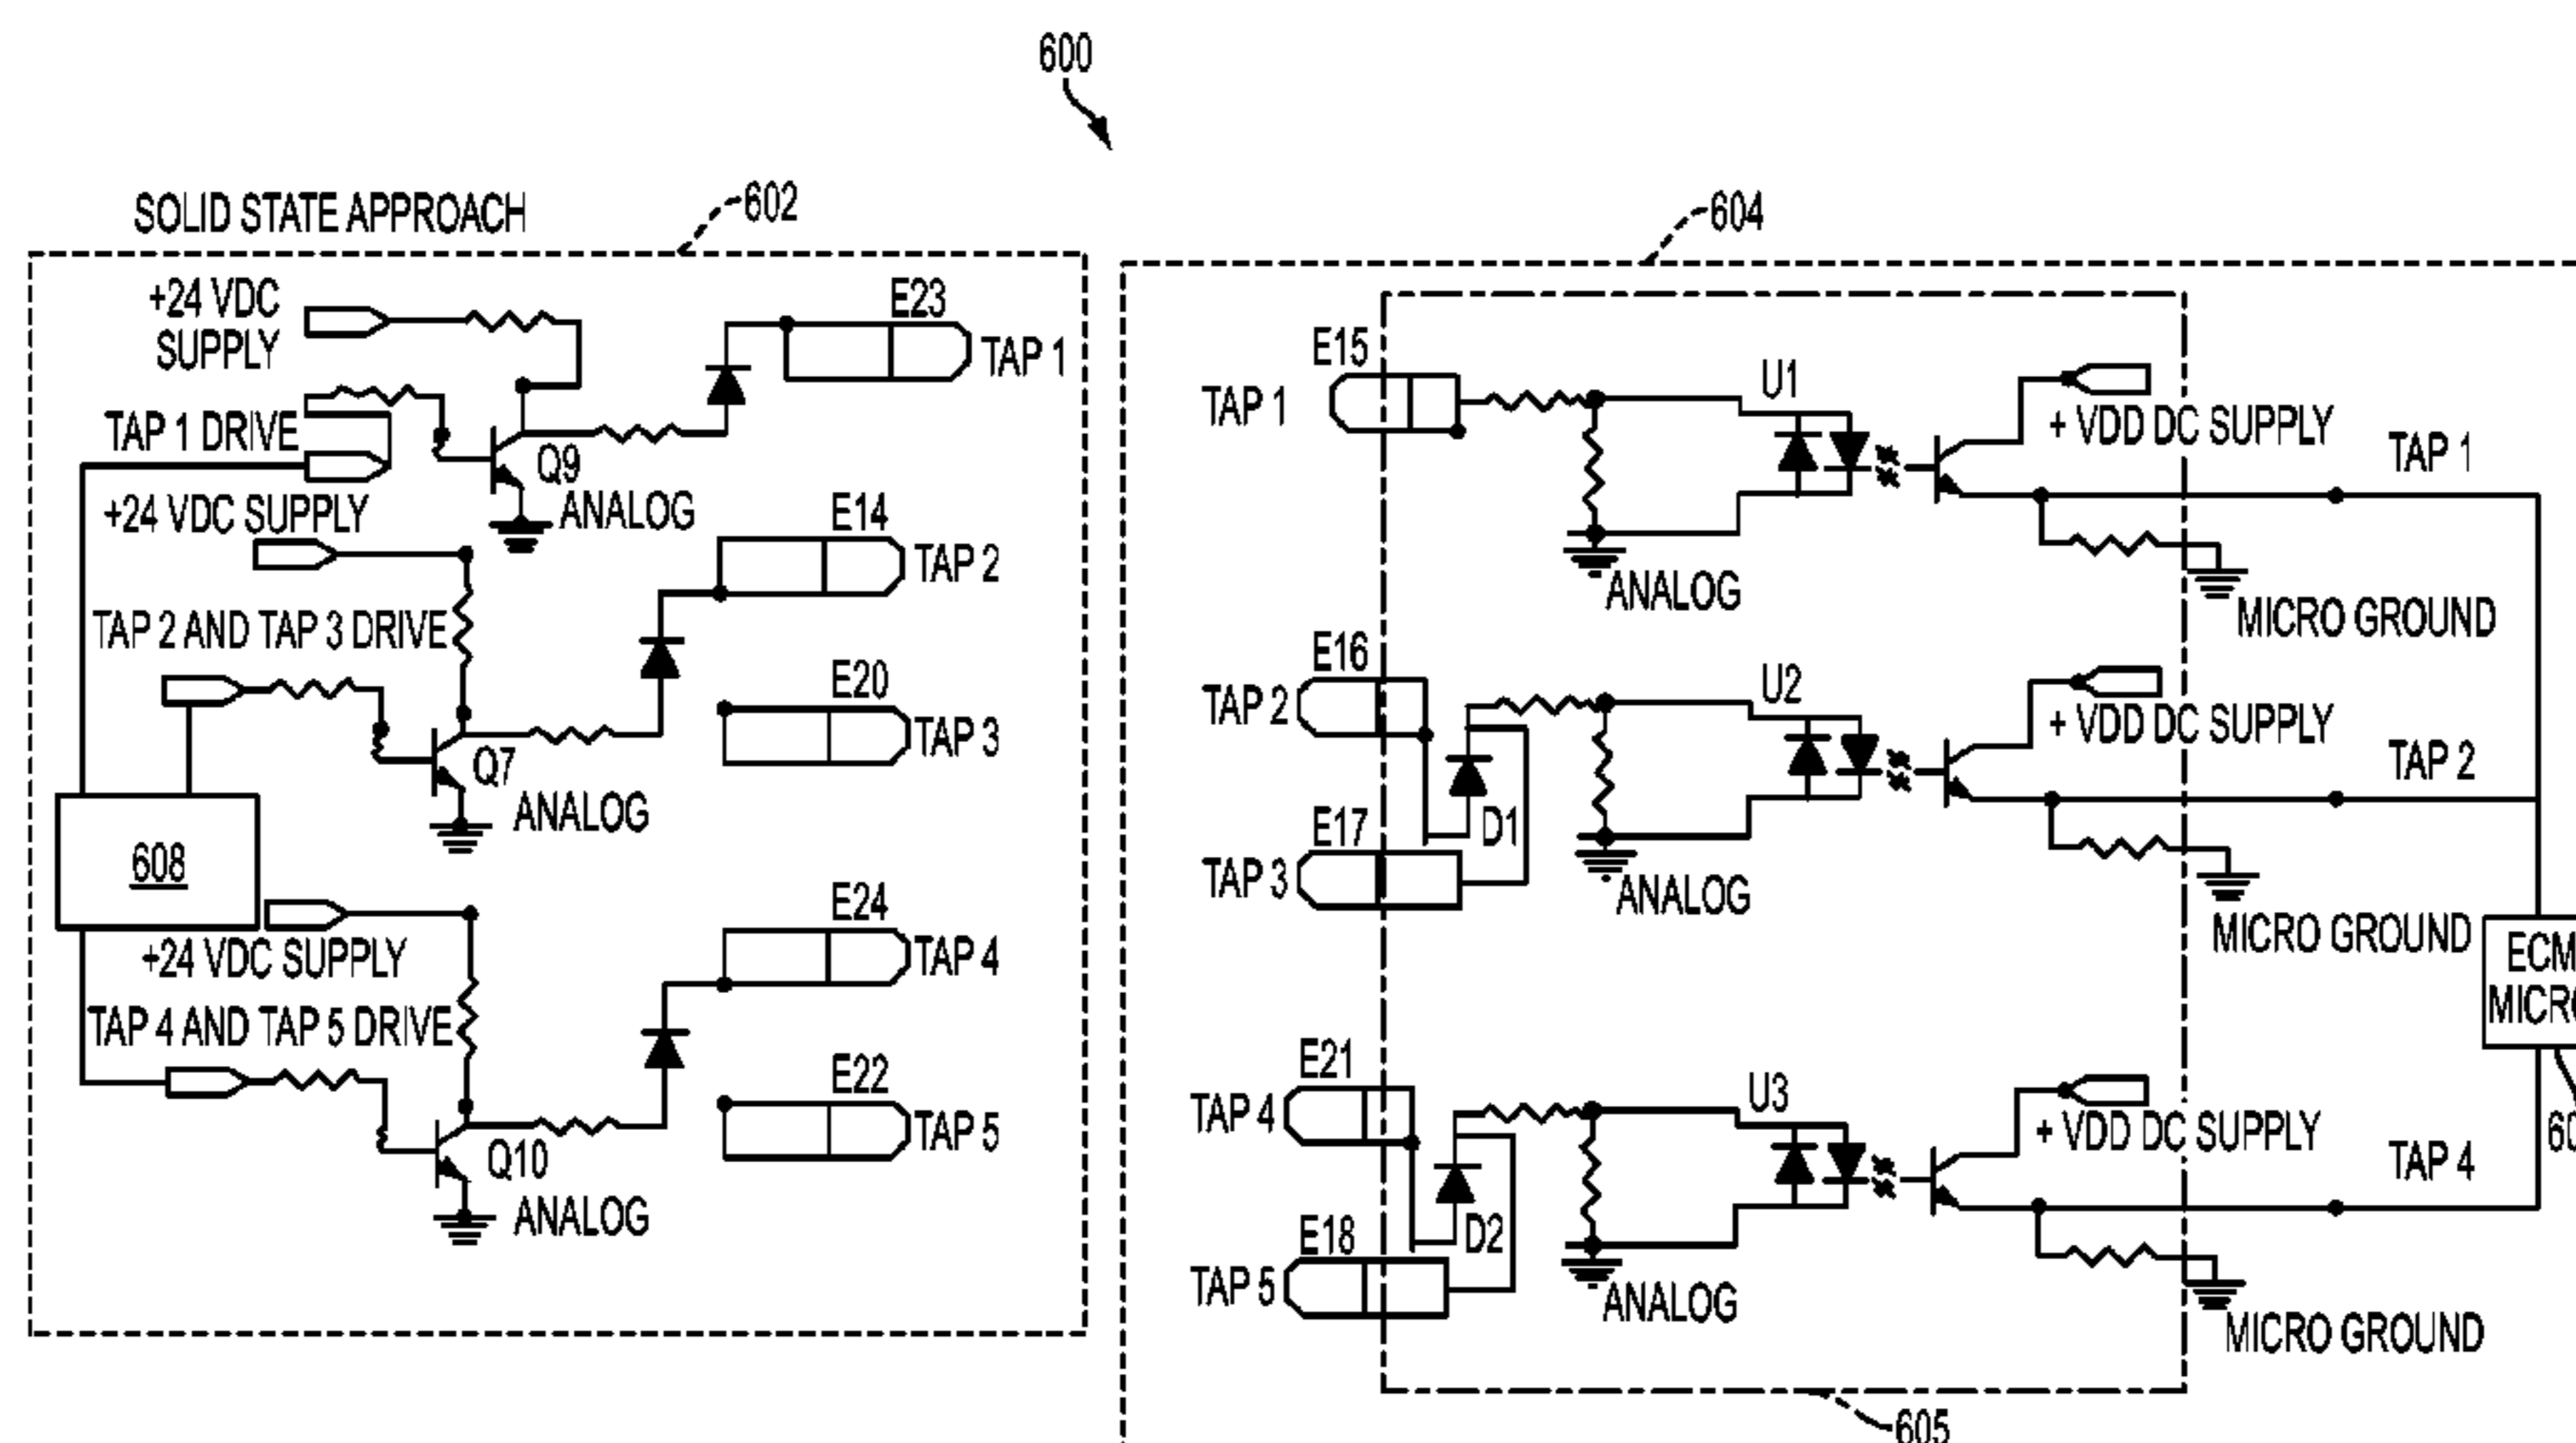 600
SOLID STATE APPROACH
602
+24 VDC
SUPPLY
E23
TAP 1
TAP 1 DRIVE
Q9
ANALOG
+24 VDC SUPPLY
E14
TAP 2
TAP 2 AND TAP 3 DRIVE
E20
TAP 3
Q7
ANALOG
608
+24 VDC SUPPLY
E24
TAP 4
TAP 4 AND TAP 5 DRIVE
E22
TAP 5
Q10
ANALOG
604
E15
TAP 1
U1
+ VDD DC SUPPLY
TAP 1
ANALOG
MICRO GROUND
E16
TAP 2
U2
+ VDD DC SUPPLY
TAP 2
D1
E17
TAP 3
ANALOG
MICRO GROUND
ECM
E21
TAP 4
U3
+ VDD DC SUPPLY
TAP 4
D2
E18
TAP 5
ANALOG
MICRO GROUND
605